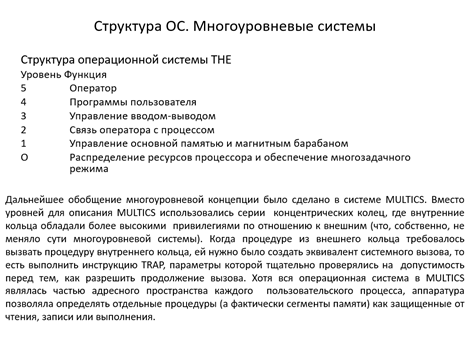 Структура ОС. Многоуровневые системы
Структура операционной системы THE
Уровень Функция
5 Оператор
4 Программы пользователя
3 Управление вводом-выводом
2 Связь оператора с процессом
1 Управление основной памятью и магнитным барабаном
О Распределение ресурсов процессора и обеспечение многозадачного
режима
Дальнейшее обобщение многоуровневой концепции было сделано в системе MULTICS. Вместо
уровней для описания MULTICS использовались серии концентрических колец, где внутренние
кольца обладали более высокими привилегиями по отношению к внешним (что, собственно, не
меняло сути многоуровневой системы). Когда процедуре из внешнего кольца требовалось
вызвать процедуру внутреннего кольца, ей нужно было создать эквивалент системного вызова, то
есть выполнить инструкцию TRAP, параметры которой тщательно проверялись на допустимость
перед тем, как разрешить продолжение вызова. Хотя вся операционная система в MULTICS
являлась частью адресного пространства каждого пользовательского процесса, аппаратура
позволяла определять отдельные процедуры (а фактически сегменты памяти) как защищенные от
чтения, записи или выполнения.